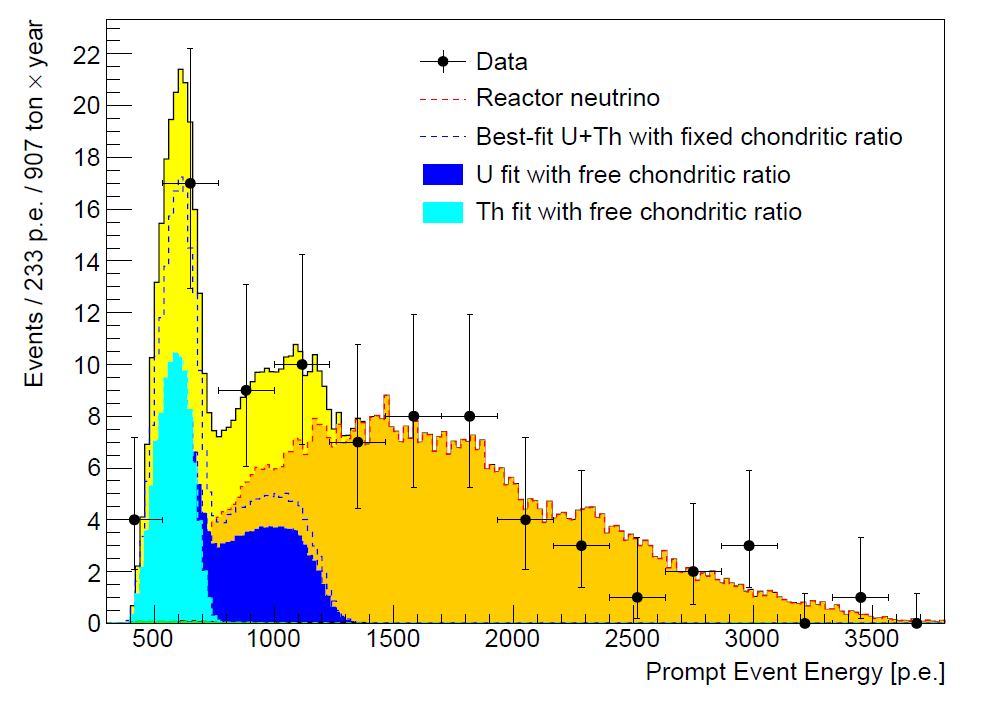 Events / 233 p.e. / 907 ton × year
22
20
18
16
14
12
10
8
6
4
2
0
Data
Reactor neutrino
Best-fit U+Th with fixed chondritic ratio
U fit with free chondritic ratio
Th fit with free chondritic ratio
500 1000 1500 2000 2500 3000 3500
Prompt Event Energy [p.e.]